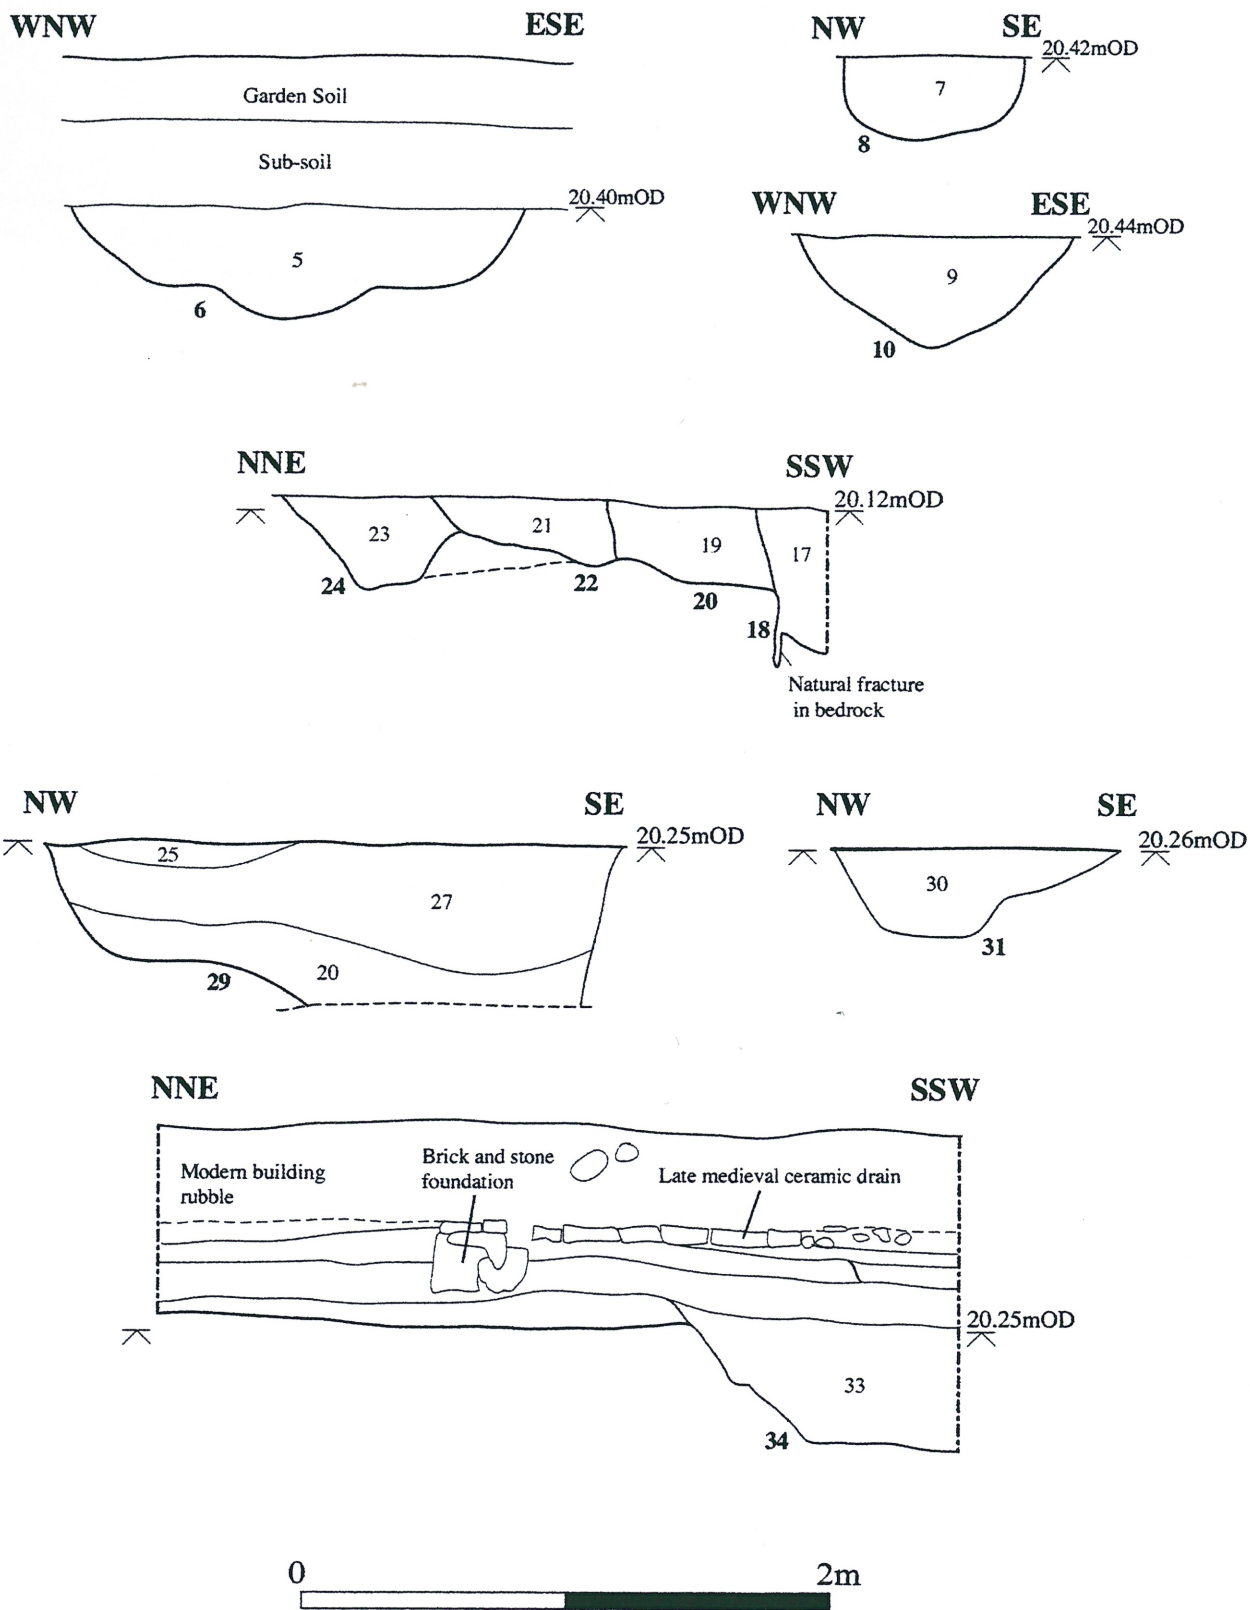 WNW ESE
Garden Soil
Sub-soil
20.40mOD
5
6
NW SE
20.42mOD
7
8
WNW ESE
20.44mOD
9
10
NNE SSW
20.12mOD
23 21 19 17
24 22 20 18
Natural fracture
in bedrock
NW SE
20.25mOD
25
27
20
29
NW SE
20.26mOD
30
31
NNE SSW
Modern building
rubble
Brick and stone
foundation
Late medieval ceramic drain
20.25mOD
33
34
0 2m